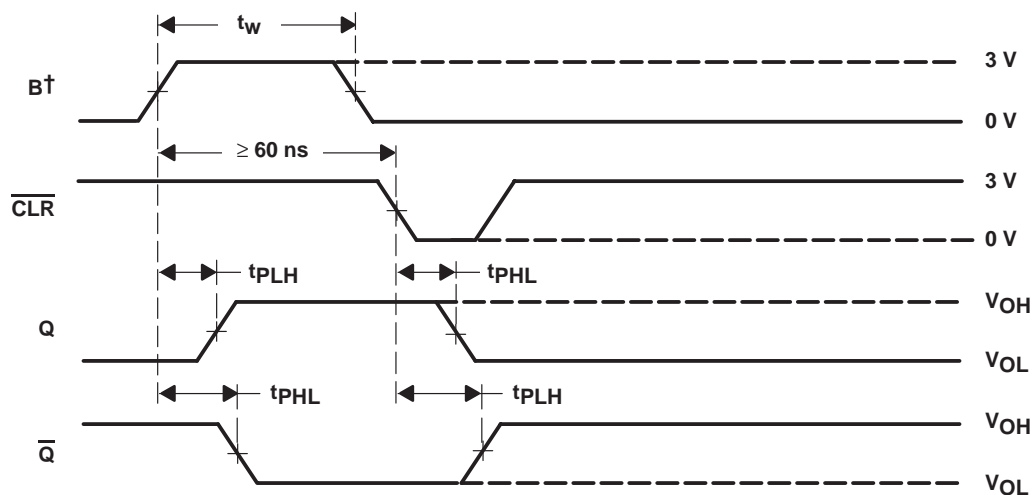 tw
B†
3 V
0 V
≥ 60 ns
CLR
3 V
0 V
tPLH
tPHL
Q
VOH
VOL
tPHL
tPLH
Q
VOH
VOL